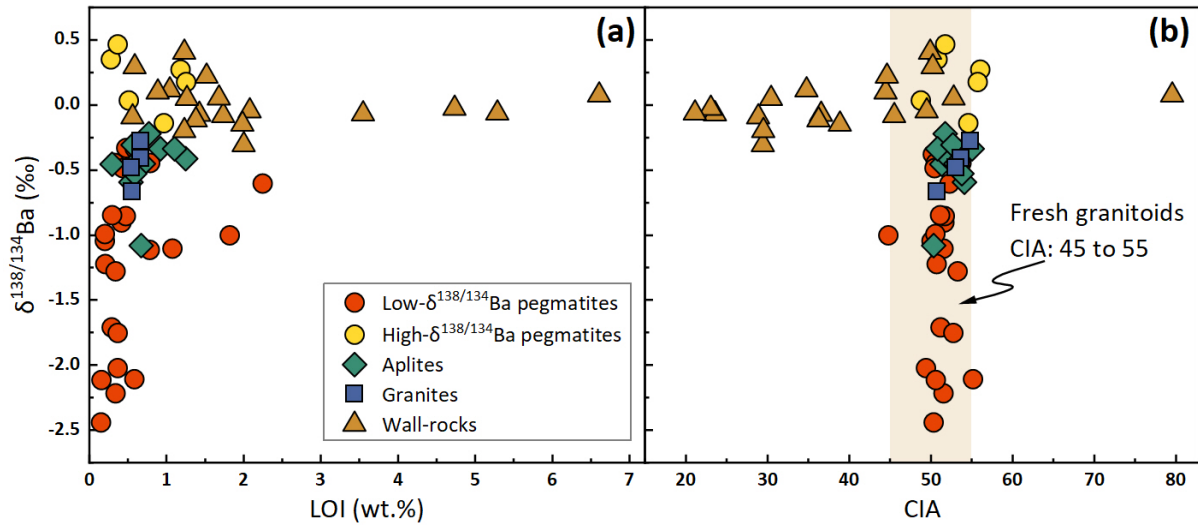 (a)
(b)
0.5
0.0
-0.5
-1.0
-1.5
-2.0
-2.5
δ138/134Ba (‰)
Fresh granitoids
CIA: 45 to 55
Low-δ138/134Ba pegmatites
High-δ138/134Ba pegmatites
Aplites
Granites
Wall-rocks
0 1 2 3 4 5 6 7
20 30 40 50 60 70 80
LOI (wt.%)
CIA